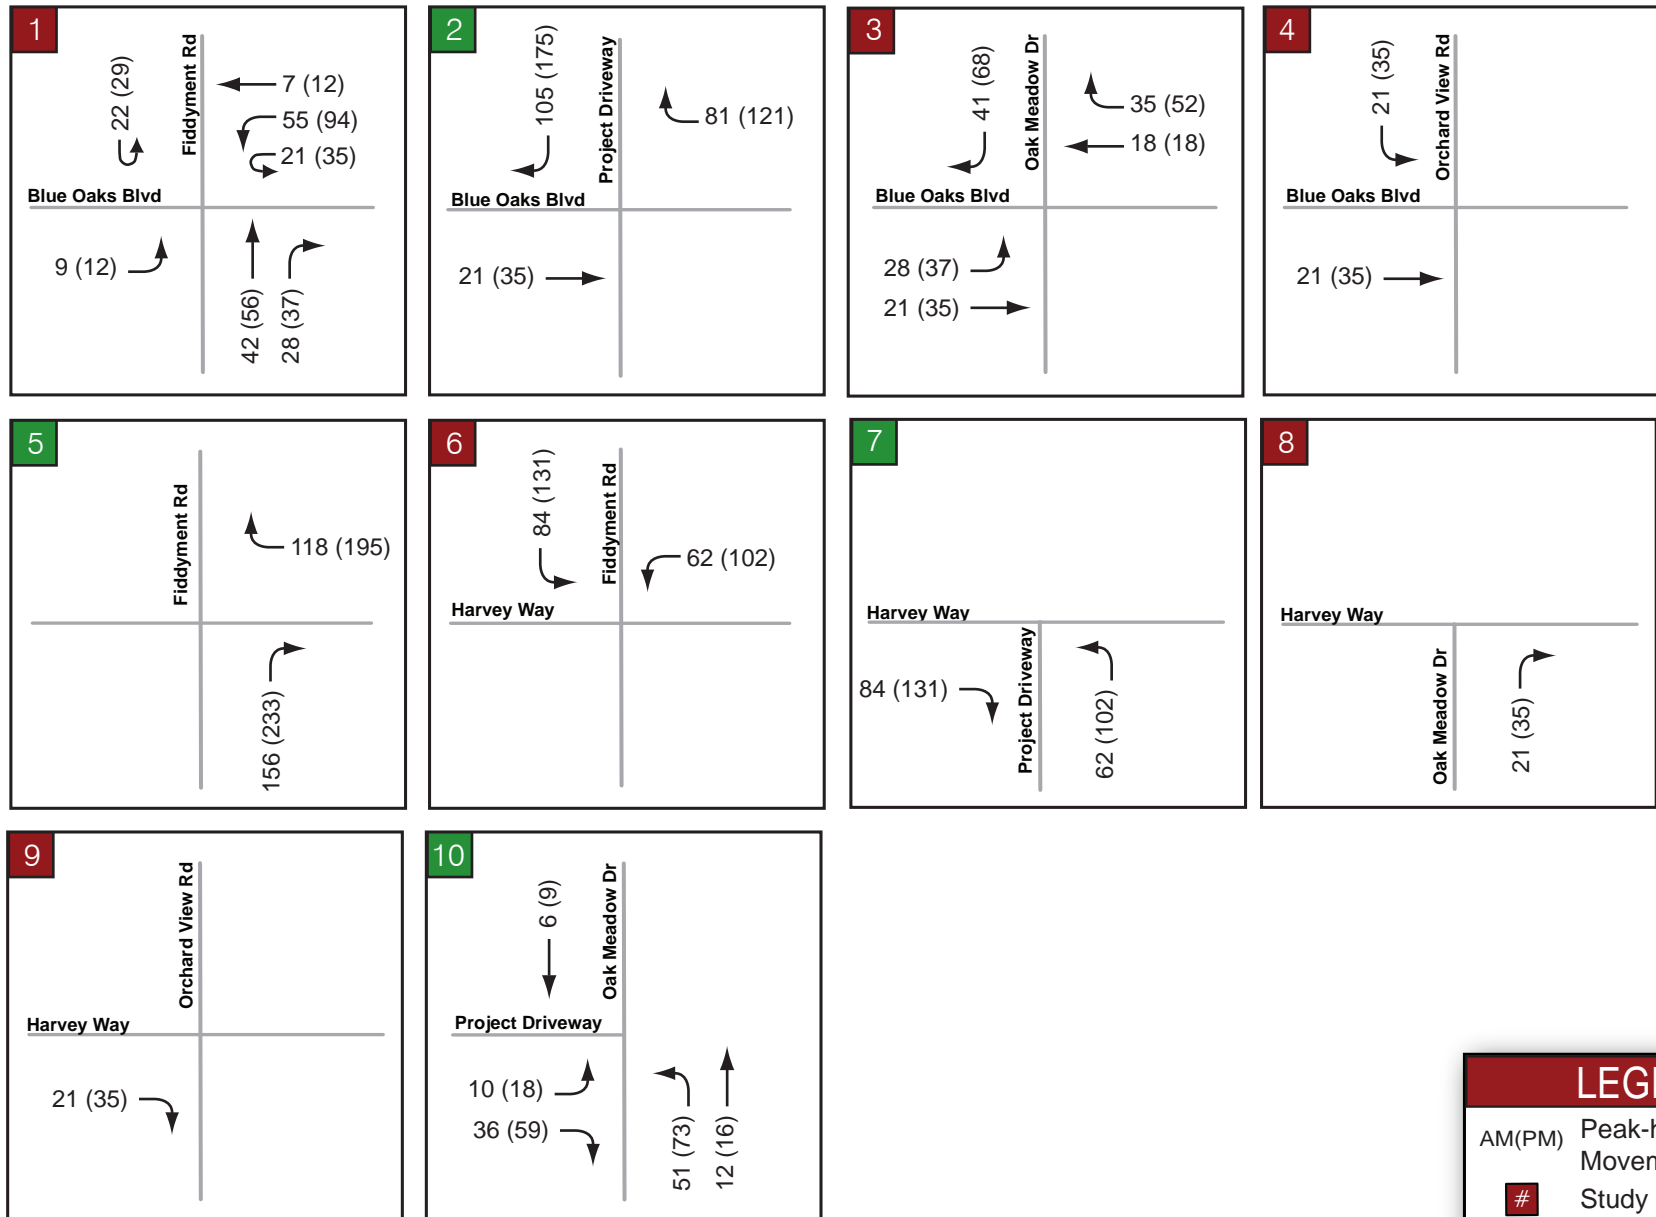 1
Fiddyment Rd
22 (29)
7 (12)
55 (94)
21 (35)
Blue Oaks Blvd
9 (12)
42 (56)
28 (37)
2
Project Driveway
105 (175)
81 (121)
Blue Oaks Blvd
21 (35)
3
Oak Meadow Dr
41 (68)
35 (52)
18 (18)
Blue Oaks Blvd
28 (37)
21 (35)
4
Orchard View Rd
21 (35)
Blue Oaks Blvd
21 (35)
5
Fiddyment Rd
118 (195)
156 (233)
6
Fiddyment Rd
84 (131)
62 (102)
Harvey Way
7
Harvey Way
Project Driveway
84 (131)
62 (102)
8
Harvey Way
Oak Meadow Dr
21 (35)
9
Orchard View Rd
Harvey Way
21 (35)
10
Oak Meadow Dr
6 (9)
Project Driveway
10 (18)
36 (59)
51 (73)
12 (16)
AM(PM)
#
Study